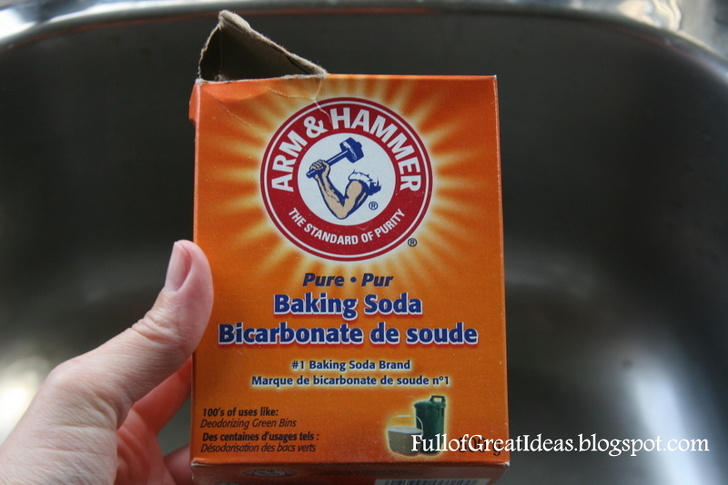 ARM & HAMMER
THE STANDARD OF PURITY
®
®
Pure • Pur
Baking Soda
Bicarbonate de soude
#1 Baking Soda Brand
Marque de bicarbonate de soude nº1
100's of uses like:
Deodorizing Green Bins
Des centaines d'usages tels :
Désodorisation des bacs verts
FullofGreatIdeas.blogspot.com